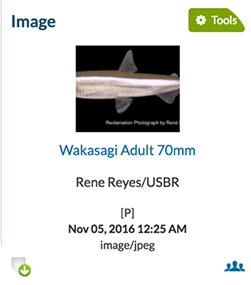 Image
Tools
Reclamation Photograph by René
Wakasagi Adult 70mm
Rene Reyes/USBR
[P]
Nov 05, 2016 12:25 AM
image/jpeg